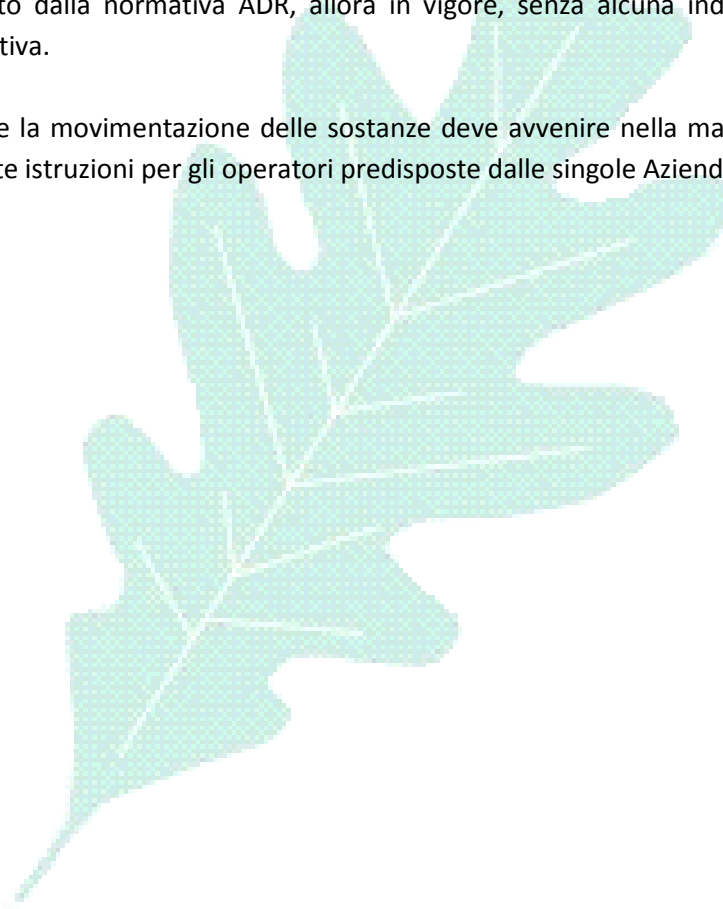 to dalla normativa ADR, allora in vigore, senza alcuna ind
tiva.
e la movimentazione delle sostanze deve avvenire nella ma
te istruzioni per gli operatori predisposte dalle singole Aziend